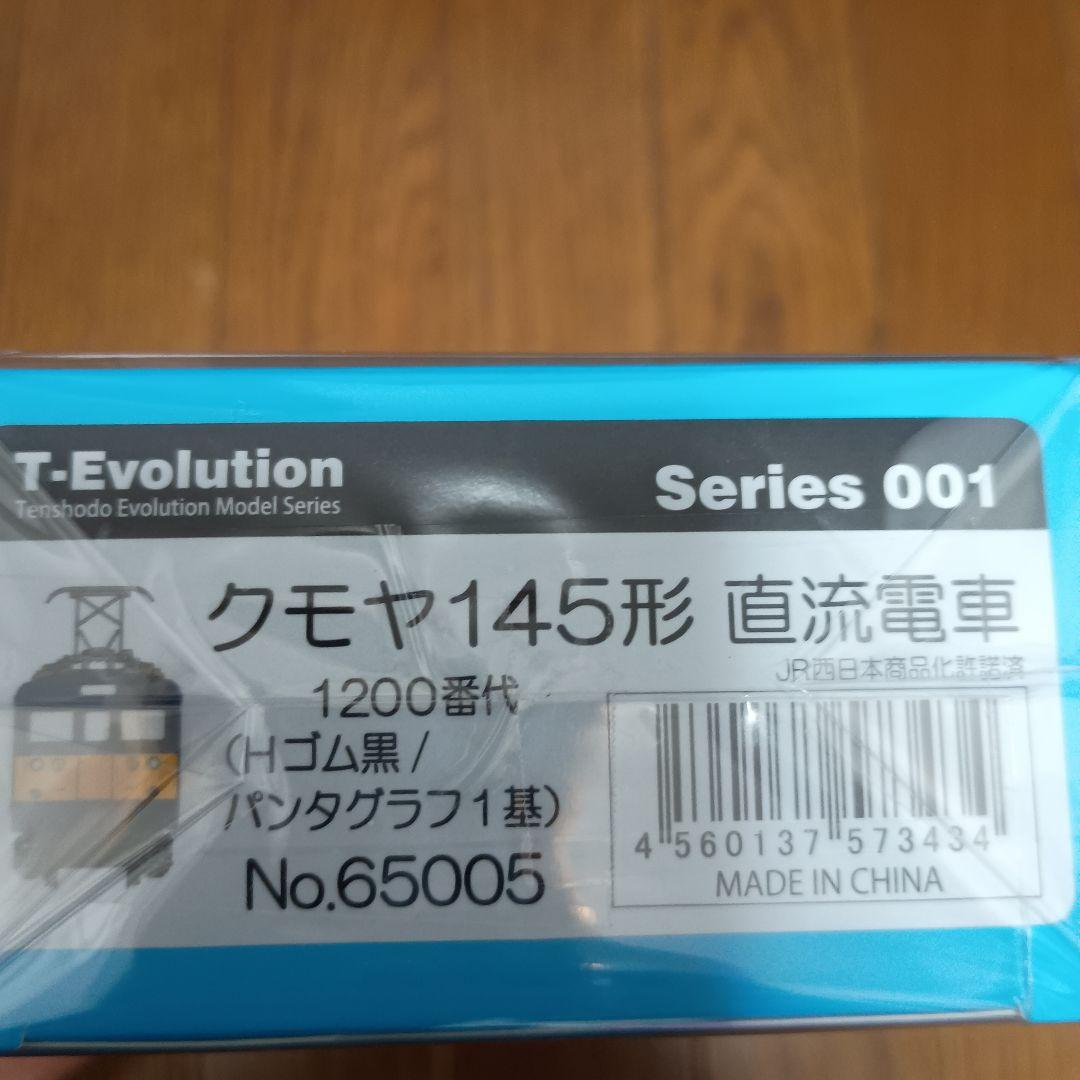 T-Evolution
Tenshodo Evolution Model Series
Series 001
クモヤ145形 直流電車
JR西日本商品化許諾済
1200番代
（Hゴム黒/
パンタグラフ1基）
No.65005
4 560137 573434
MADE IN CHINA